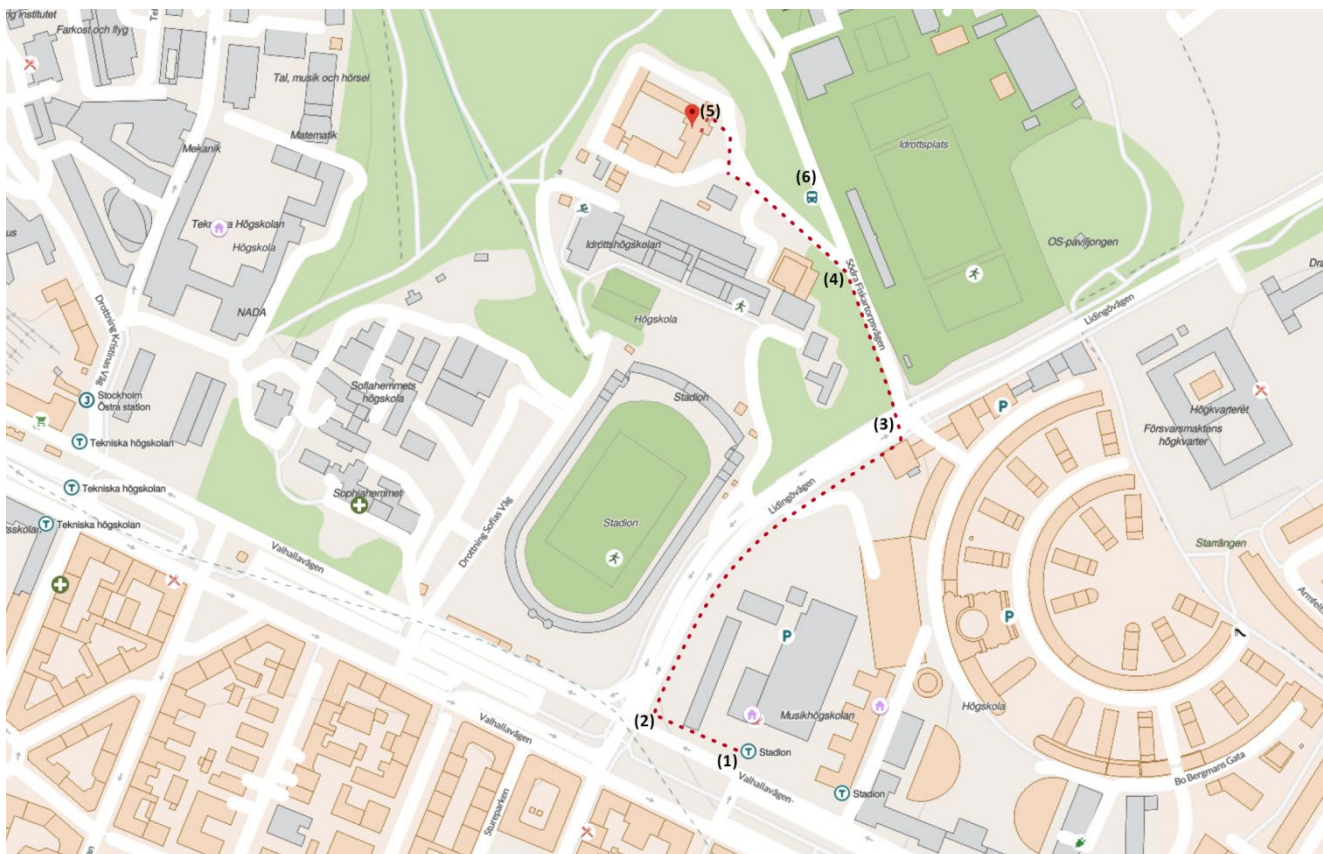 Farkost och flyg
Tal, musik och hörsel
Matematik
Mekanik
Tekniska Högskolan
Högskola
NADA
Drottning Kristinas Väg
J
Stockholm
Östra station
T
Tekniska högskolan
T
Tekniska högskolan
T
Tekniska högskolan
(5)
(6)
Idrottsplats
OS-paviljongen
Idrottshögskolan
Högskola
(4)
Södra Fiskartorpsvägen
Lidingövägen
Högkvarteret
Försvarsmaktens
högkvarter
P
(3)
Sofiahemmets
högskola
Stadion
Sophiahemmet
Stadion
Drottning Sofias Väg
Lidingövägen
Valhallavägen
Starrängen
P
P
(2)
Musikhögskolan
Högskola
(1)
T
Stadion
T
Stadion
Valhallavägen
Valhallavägen
Bo Bergmans Gata
Stureparken